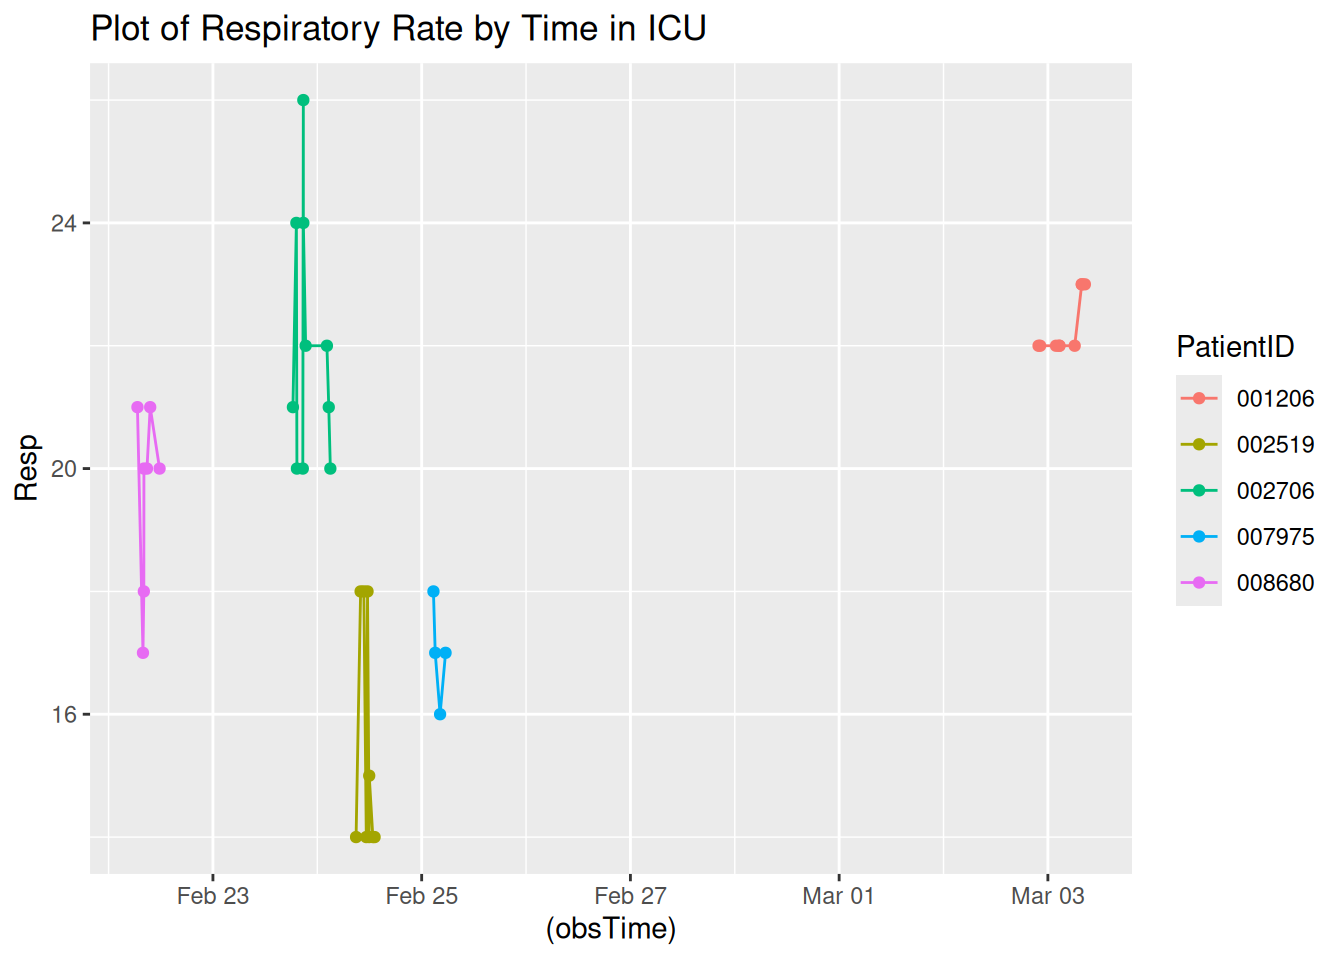 Plot of Respiratory Rate by Time in ICU
24
20
16
Resp
Feb 23 Feb 25 Feb 27 Mar 01 Mar 03
(obsTime)
PatientID
001206
002519
002706
007975
008680